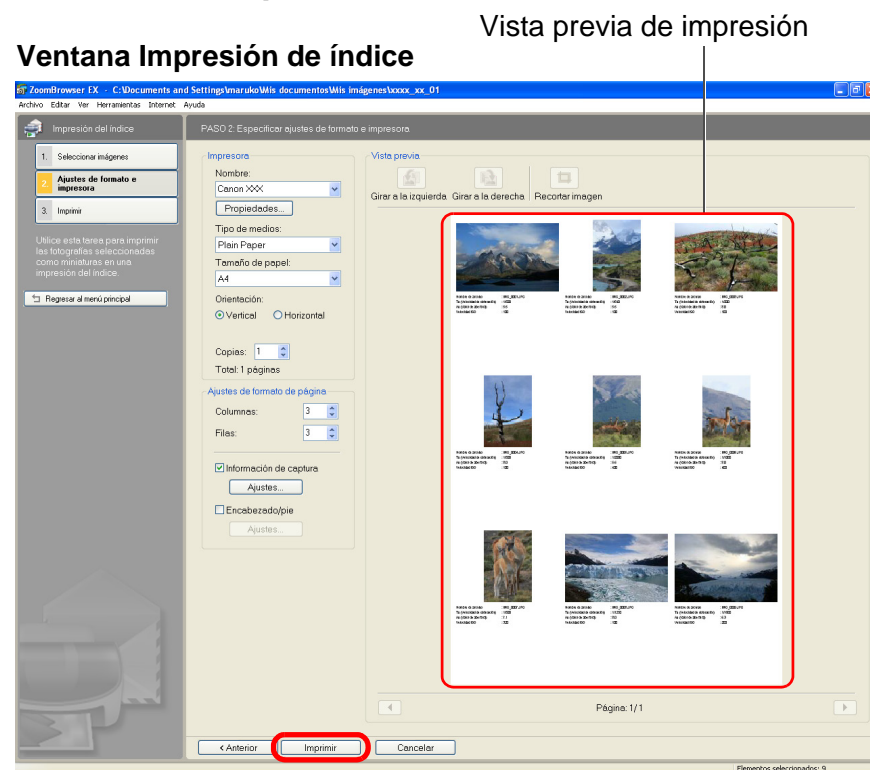 Vista previa de impresión
Ventana Impresión de índice
ZoomBrowser EX - C:\Documents and Settings\maruko\Mis documentos\Mis imágenes\xxxx_xx_01
Archivo Editar Ver Herramientas Internet Ayuda
Impresión del índice
PASO 2: Especificar ajustes de formato e impresora
1. Seleccionar imágenes
2. Ajustes de formato e
impresora
3. Imprimir
Utilice esta tarea para imprimir
las fotografías seleccionadas
como miniaturas en una
impresión del índice.
Regresar al menú principal
Impresora
Nombre:
Canon XXX
Propiedades...
Tipo de medios:
Plain Paper
Tamaño de papel:
A4
Orientación:
Vertical Horizontal
Copias: 1
Total: 1 páginas
Ajustes de formato de página
Columnas: 3
Filas: 3
Información de captura
Ajustes...
Encabezado/pie
Ajustes...
Vista previa
Girar a la izquierda Girar a la derecha Recortar imagen
Página: 1/1
< Anterior Imprimir Cancelar
Elementos seleccionados: 9